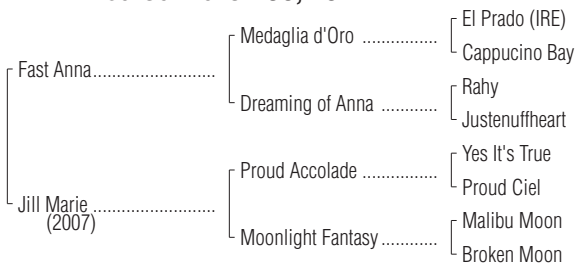 El Prado (IRE)
Medaglia d'Oro
Cappucino Bay
Fast Anna
Rahy
Dreaming of Anna
Justenuffheart
Yes It's True
Proud Accolade
Proud Ciel
Jill Marie
(2007)
Malibu Moon
Moonlight Fantasy
Broken Moon